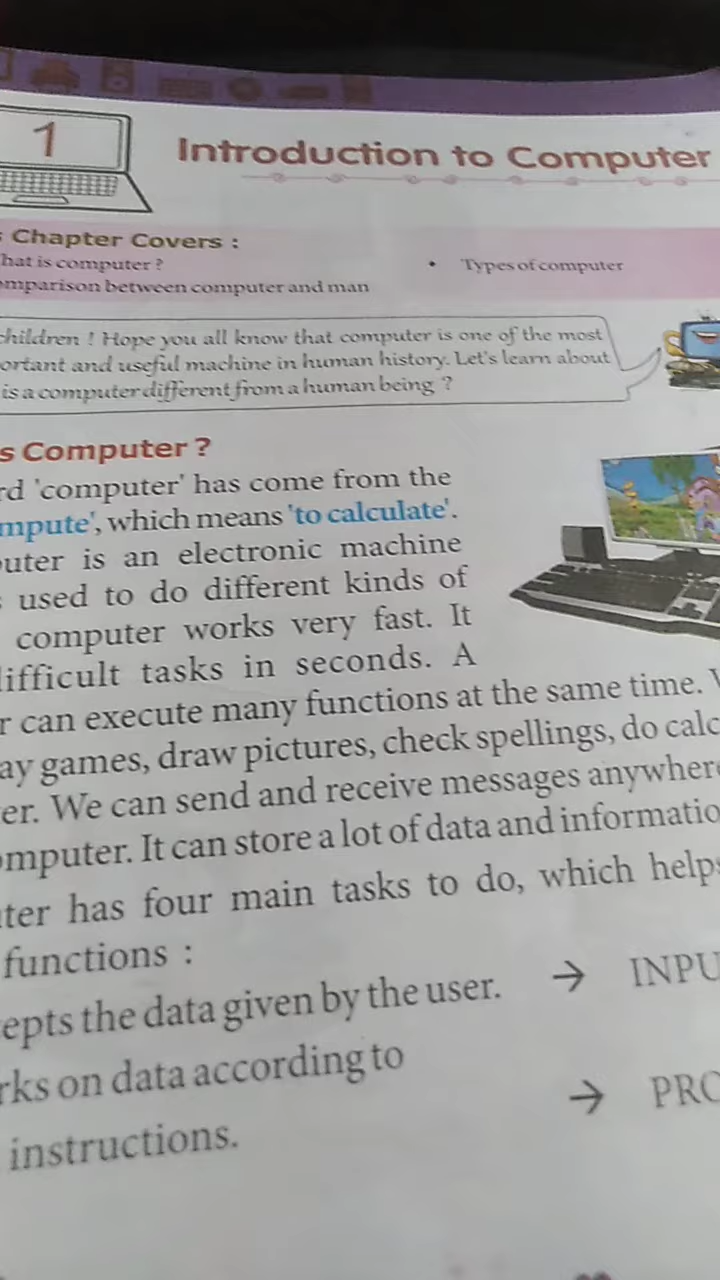 1
Introduction to Computer
Chapter Covers :
hat is computer ?
• Types of computer
mparison between computer and man
children ! Hope you all know that computer is one of the most
ortant and useful machine in human history. Let's learn about
is a computer different from a human being ?
s Computer ?
rd 'computer' has come from the
mpute', which means 'to calculate'.
uter is an electronic machine
used to do different kinds of
computer works very fast. It
ifficult tasks in seconds. A
r can execute many functions at the same time.
ay games, draw pictures, check spellings, do calc
er. We can send and receive messages anywhere
omputer. It can store a lot of data and informatio
ter has four main tasks to do, which helps
functions :
epts the data given by the user. → INPU
rks on data according to
→ PRO
instructions.